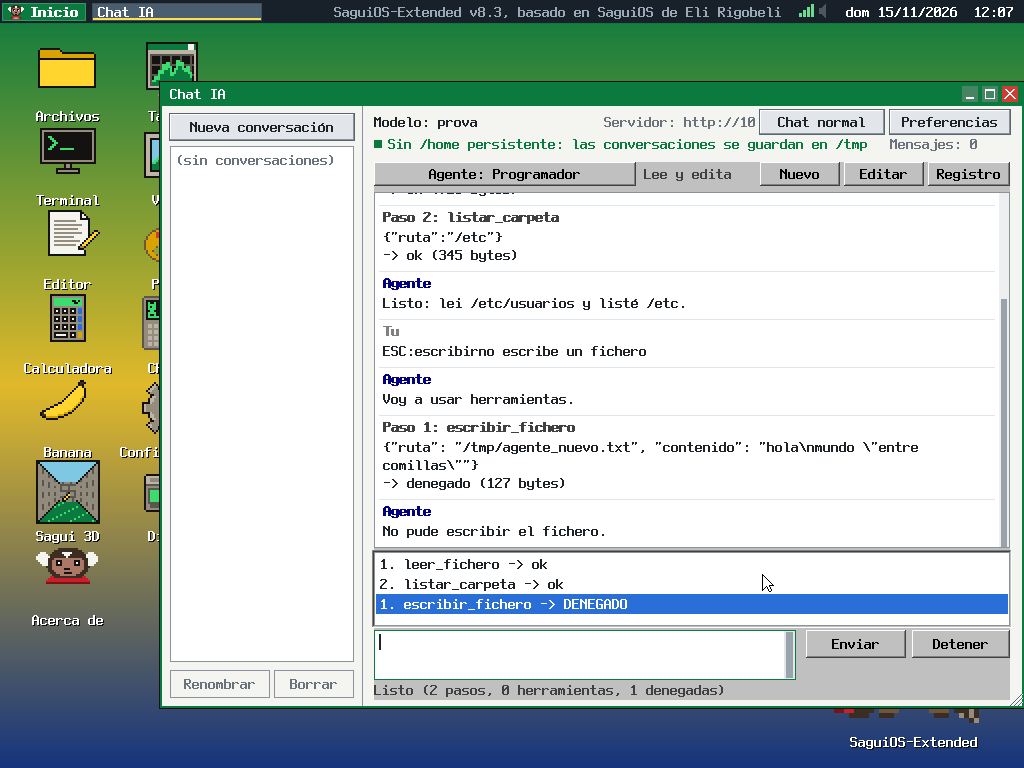 Inicio
Chat IA
SaguiOS-Extended v8.3, basado en SaguiOS de Eli Rigobeli
dom 15/11/2026
12:07
Archivos
Terminal
Editor
Calculadora
Banana
Sagui 3D
Acerca de
SaguiOS-Extended
Chat IA
Nueva conversación
(sin conversaciones)
Renombrar
Borrar
Modelo: prova
Servidor: http://10
Chat normal
Preferencias
Sin /home persistente: las conversaciones se guardan en /tmp
Mensajes: 0
Agente: Programador
Lee y edita
Nuevo
Editar
Registro
Paso 2: listar_carpeta
{"ruta":"/etc"}
-> ok (345 bytes)
Agente
Listo: lei /etc/usuarios y listé /etc.
Tu
ESC:escribirno escribe un fichero
Agente
Voy a usar herramientas.
Paso 1: escribir_fichero
{"ruta": "/tmp/agente_nuevo.txt", "contenido": "hola\nmundo \"entre
comillas\""}
-> denegado (127 bytes)
Agente
No pude escribir el fichero.
1. leer_fichero -> ok
2. listar_carpeta -> ok
1. escribir_fichero -> DENEGADO
Enviar
Detener
Listo (2 pasos, 0 herramientas, 1 denegadas)